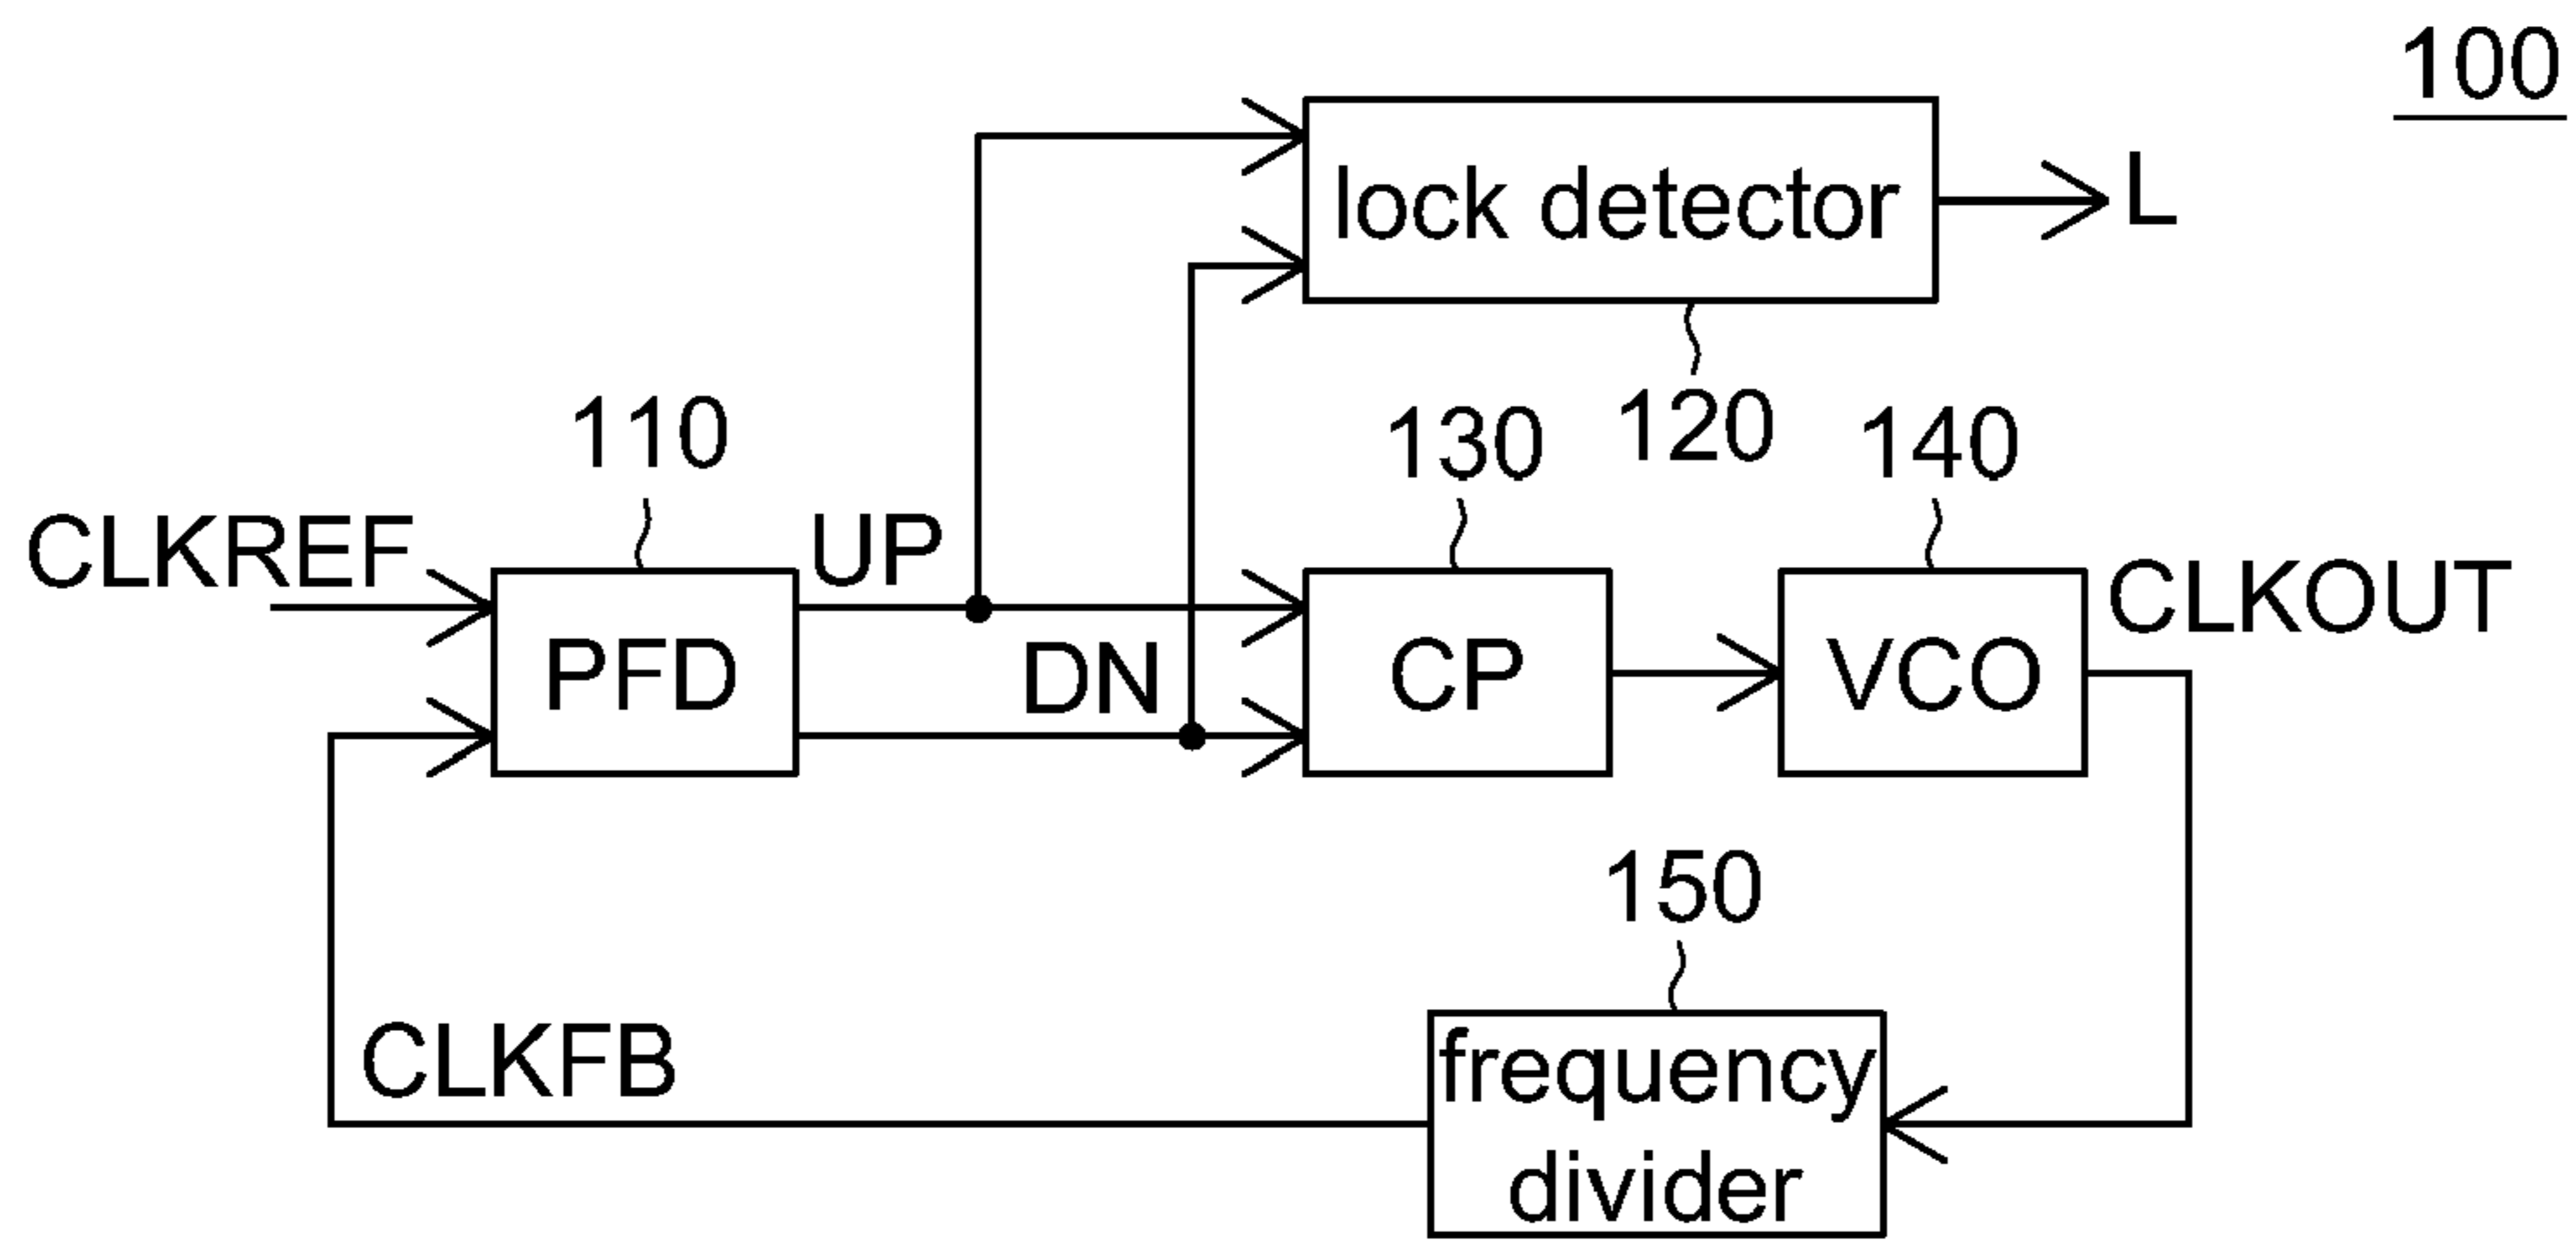 100
lock detector
L
120
110
130
140
CLKREF
UP
CLKOUT
PFD
DN
CP
VCO
150
CLKFB
frequency
divider